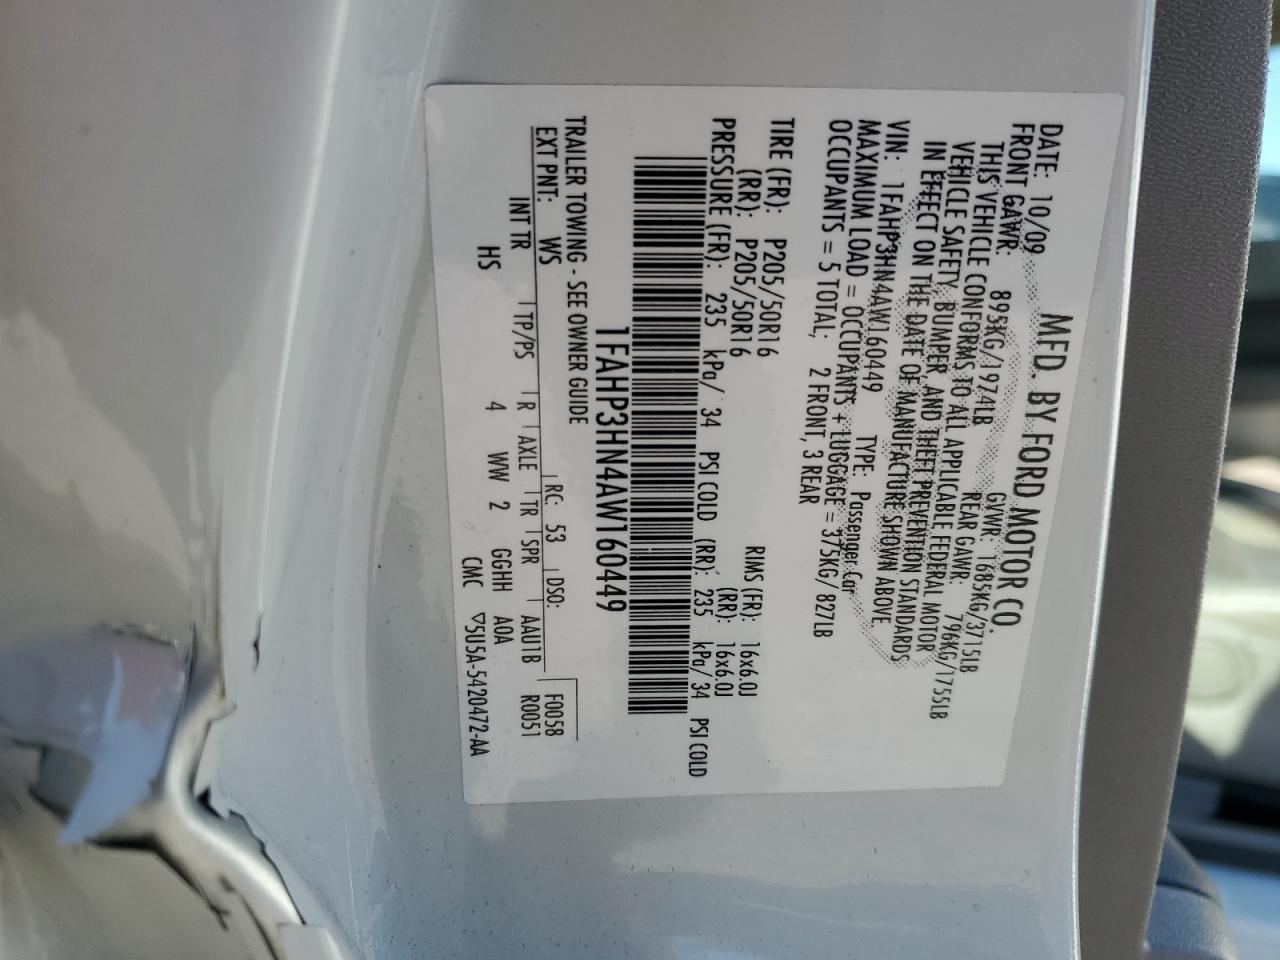 MFD. BY FORD MOTOR CO.
DATE: 10/09 GVWR: 1685KG/3715LB
FRONT GAWR: 895KG/1974LB REAR GAWR: 796KG/1755LB
THIS VEHICLE CONFORMS TO ALL APPLICABLE FEDERAL MOTOR
VEHICLE SAFETY, BUMPER, AND THEFT PREVENTION STANDARDS
IN EFFECT ON THE DATE OF MANUFACTURE SHOWN ABOVE.
VIN: 1FAHP3HN4AW160449 TYPE: Passenger Car
MAXIMUM LOAD = OCCUPANTS + LUGGAGE = 375KG/ 827LB
OCCUPANTS = 5 TOTAL; 2 FRONT, 3 REAR
TIRE (FR): P205/50R16 RIMS (FR): 16x6.0J
(RR): P205/50R16 (RR): 16x6.0J
PRESSURE (FR): 235 kPa/ 34 PSI COLD (RR): 235 kPa/ 34 PSI COLD
1FAHP3HN4AW160449
TRAILER TOWING - SEE OWNER GUIDE
EXT PNT: WS RC: 53 DSO: F0058
INT TR TP/PS R AXLE TR SPR AAU1B R0051
HS 4 WW 2 GGHH A0A
CMC ▽5U5A-5420472-AA